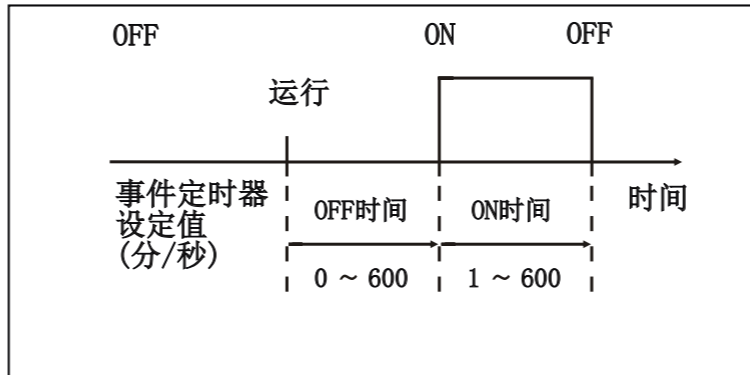 OFF ON OFF
运行
事件定时器
设定值
(分/秒)
OFF时间
ON时间
时间
0 ~ 600
1 ~ 600